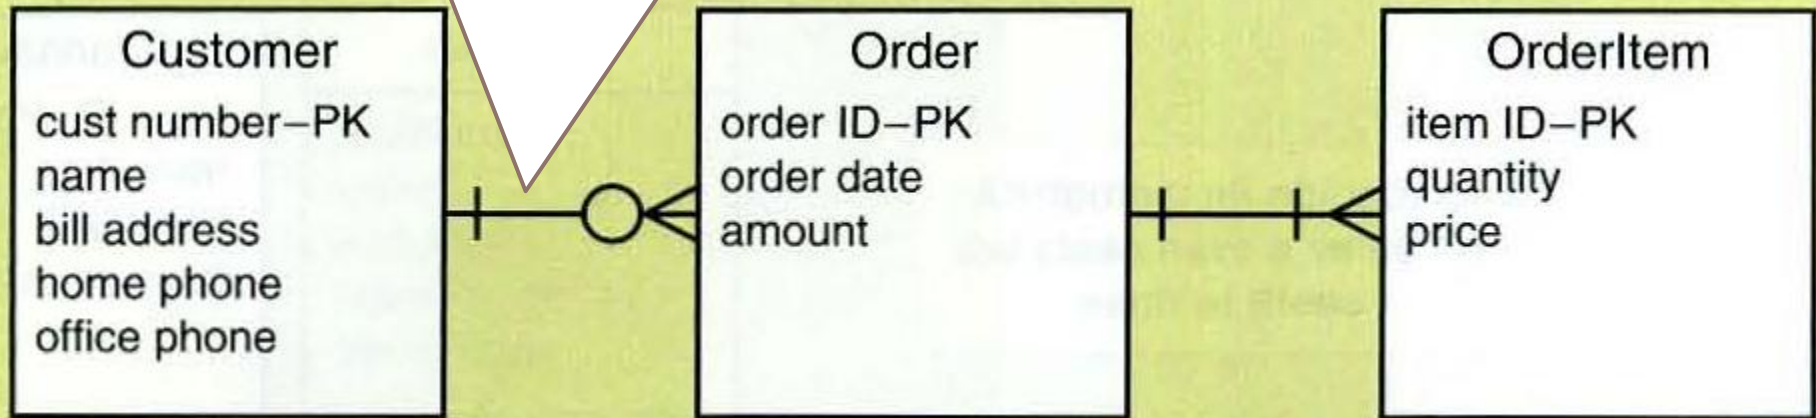 Customer
cust number–PK
name
bill address
home phone
office phone
Order
order ID–PK
order date
amount
OrderItem
item ID–PK
quantity
price